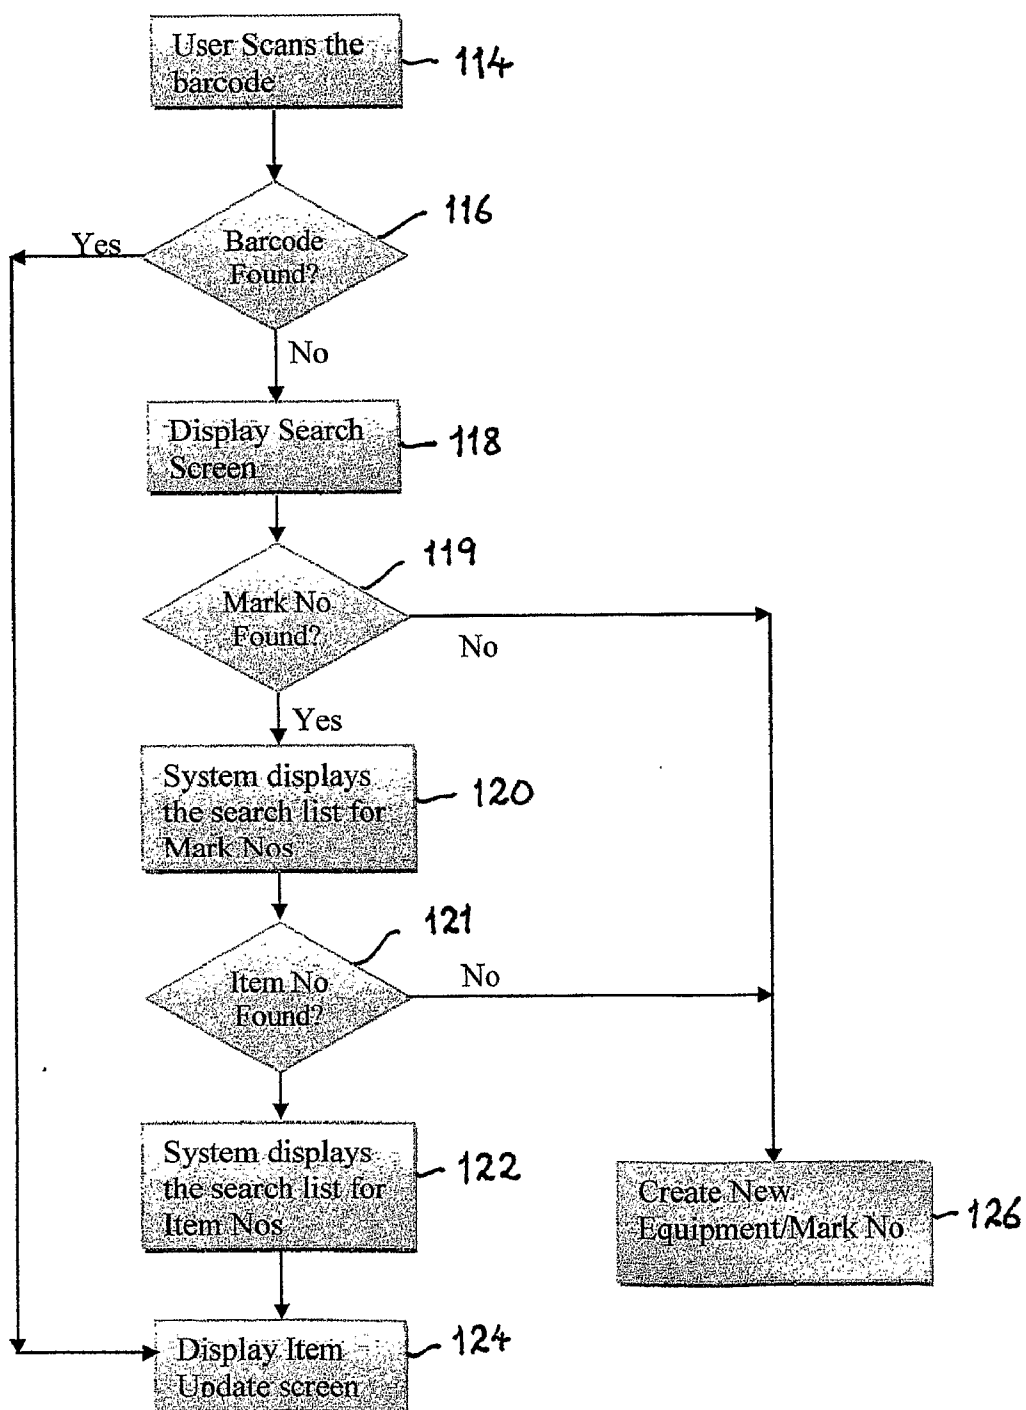 User Scans the
barcode
114
116
Yes
Barcode
Found?
No
Display Search
Screen
118
119
Mark No
Found?
No
Yes
System displays
the search list for
Mark Nos
120
121
Item No
Found?
No
System displays
the search list for
Item Nos
122
Create New
Equipment/Mark No
126
Display Item
Update screen
124